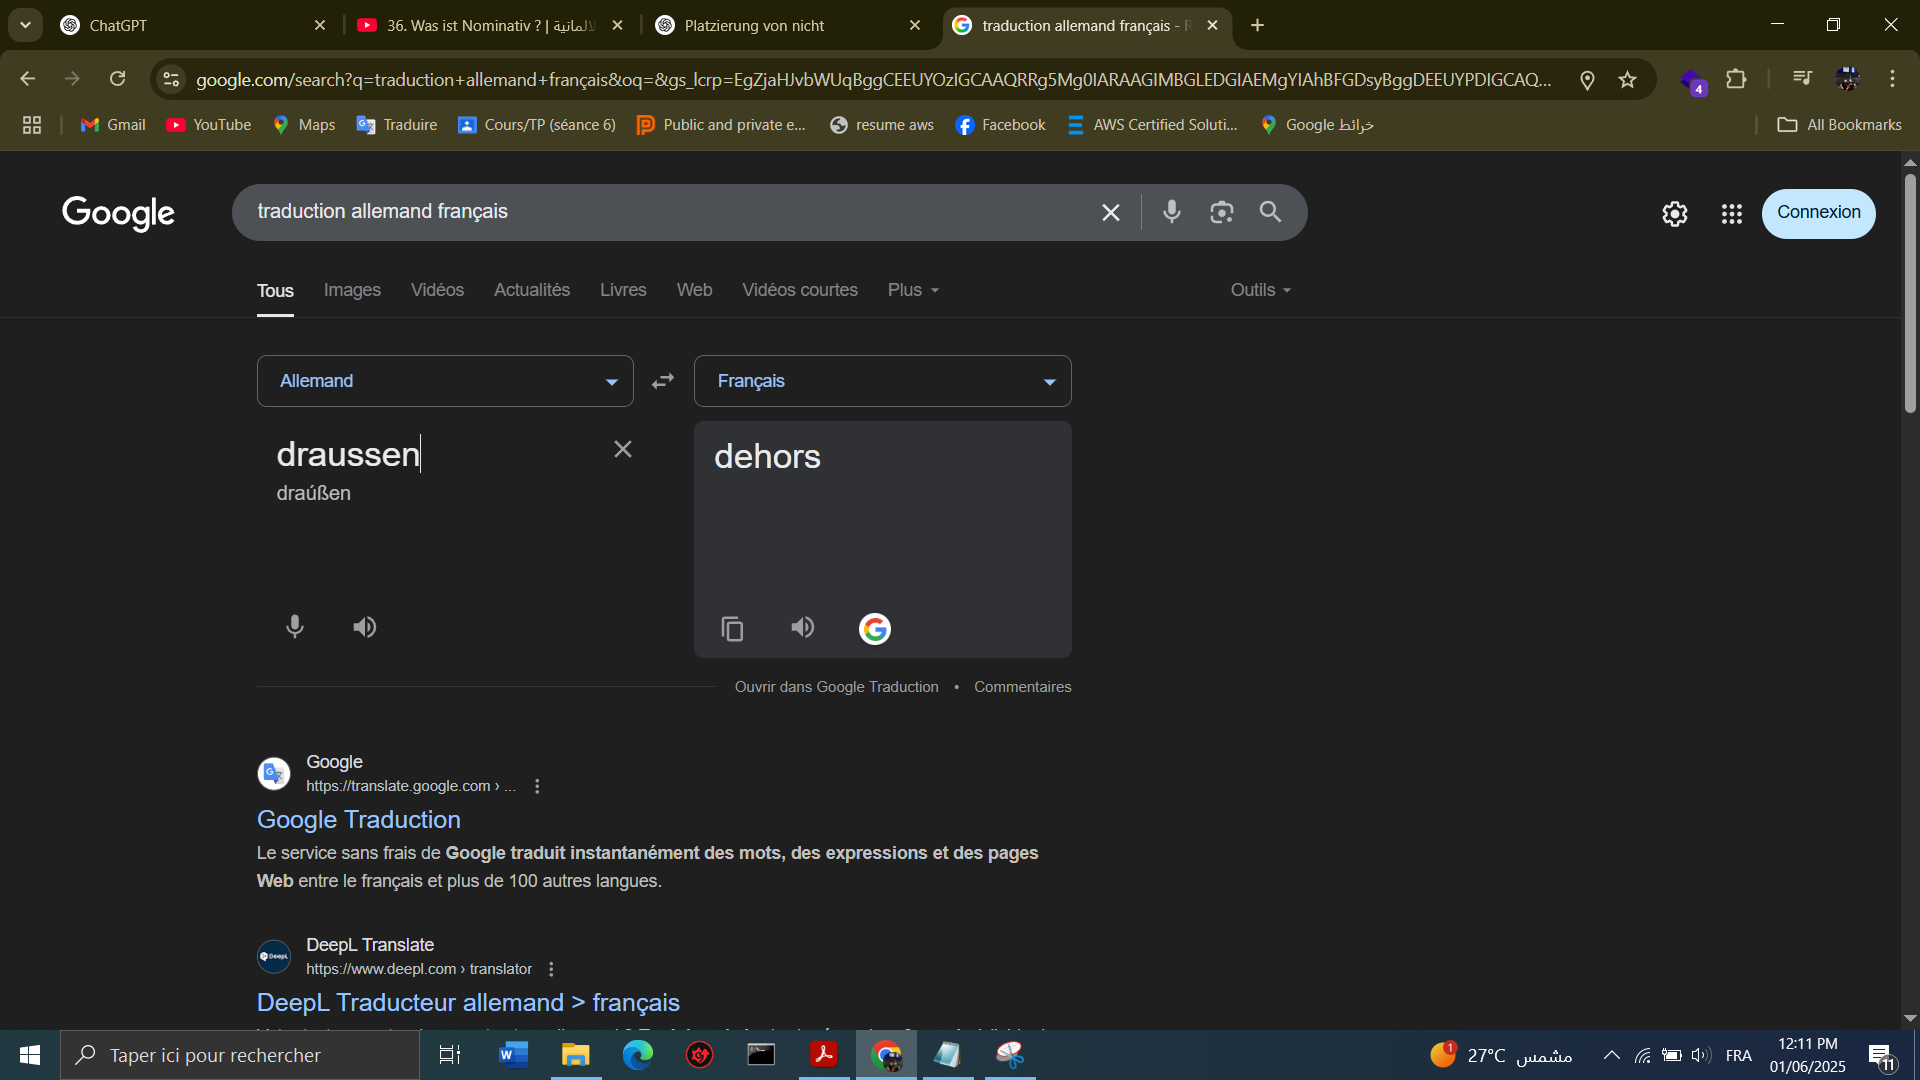 ChatGPT
36. Was ist Nominativ ? |
Platzierung von nicht
traduction allemand français - R
google.com/search?q=traduction+allemand+français&oq=&gs_lcrp=EgZjaHJvbWUqBggCEEUYOzIGCAAQRRg5Mg0IARAAGIMBGLEDGIAEMgYIAhBFGDsyBggDEEUYPDIGCAQ...
4
Gmail
YouTube
Maps
Traduire
Cours/TP (séance 6)
Public and private e...
resume aws
Facebook
AWS Certified Soluti...
خرائط Google
All Bookmarks
Google
traduction allemand français
Connexion
Tous
Images
Vidéos
Actualités
Livres
Web
Vidéos courtes
Plus
Outils
Allemand
Français
draussen
dehors
draúßen
Ouvrir dans Google Traduction • Commentaires
Google
https://translate.google.com › ...
Google Traduction
Le service sans frais de Google traduit instantanément des mots, des expressions et des pages
Web entre le français et plus de 100 autres langues.
DeepL
DeepL Translate
https://www.deepl.com › translator
DeepL Traducteur allemand > français
Taper ici pour rechercher
1
27°C مشمس
FRA
12:11 PM
01/06/2025
11